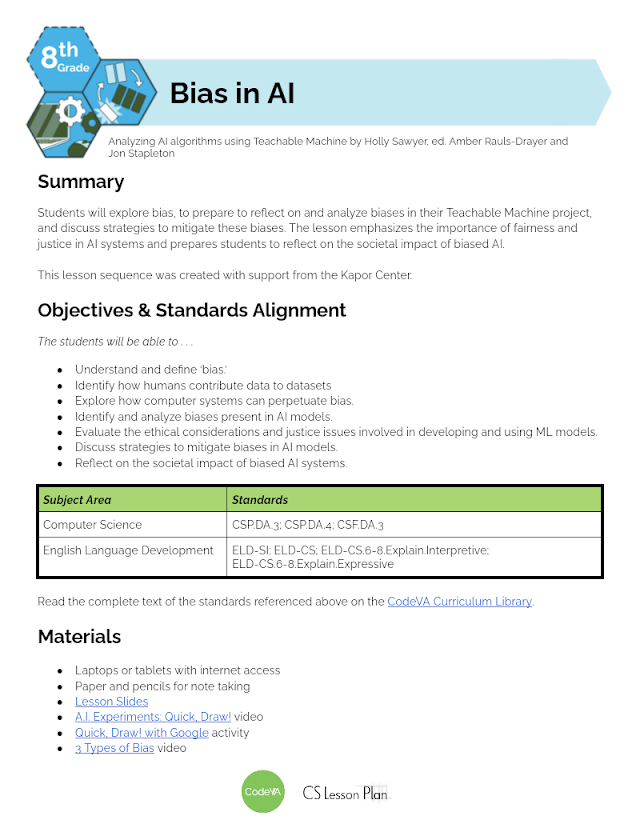 8th
Grade
Bias in AI
Analyzing AI algorithms using Teachable Machine by Holly Sawyer, ed. Amber Rauls-Drayer and
Jon Stapleton
Summary
Students will explore bias, to prepare to reflect on and analyze biases in their Teachable Machine project,
and discuss strategies to mitigate these biases. The lesson emphasizes the importance of fairness and
justice in AI systems and prepares students to reflect on the societal impact of biased AI.
This lesson sequence was created with support from the Kapor Center.
Objectives & Standards Alignment
The students will be able to . . .
● Understand and define 'bias.'
● Identify how humans contribute data to datasets
● Explore how computer systems can perpetuate bias.
● Identify and analyze biases present in AI models.
● Evaluate the ethical considerations and justice issues involved in developing and using ML models.
● Discuss strategies to mitigate biases in AI models.
● Reflect on the societal impact of biased AI systems.
Subject Area Standards
Computer Science CSP.DA.3; CSP.DA.4; CSF.DA.3
English Language Development ELD-SI; ELD-CS; ELD-CS.6-8.Explain.Interpretive;
ELD-CS.6-8.Explain.Expressive
Read the complete text of the standards referenced above on the CodeVA Curriculum Library.
Materials
● Laptops or tablets with internet access
● Paper and pencils for note taking
● Lesson Slides
● A.I. Experiments: Quick, Draw! video
● Quick, Draw! with Google activity
● 3 Types of Bias video
CodeVA CS Lesson Plan